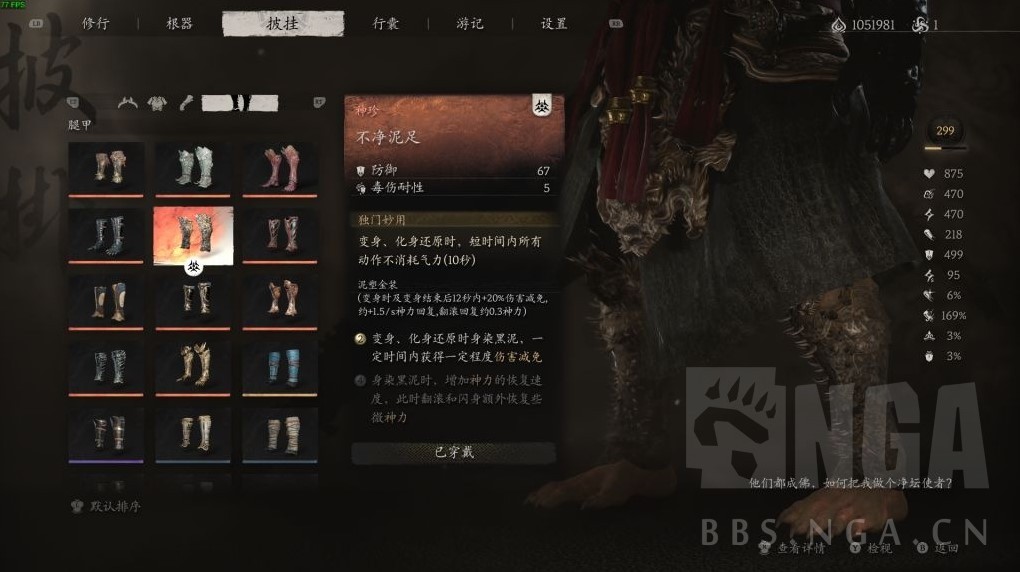 77 FPS
LB 修行 根器 披挂 行囊 游记 设置 RB
1051981 1
披挂
LT RT
腿甲
神珍
不净泥足
防御 67
毒伤耐性 5
独门妙用
变身、化身还原时，短时间内所有
动作不消耗气力(10秒)
泥塑金装
(变身时及变身结束后12秒内+20%伤害减免,
约+1.5/s神力回复,翻滚回复约0.3神力)
变身、化身还原时身染黑泥，一
定时间内获得一定程度伤害减免
身染黑泥时，增加神力的恢复速
度，此时翻滚和闪身额外恢复些
微神力
已穿戴
299
875
470
470
218
499
95
6%
169%
3%
3%
默认排序
NGA
他们都成佛，如何把我做个净坛使者？
BBS.NGA.CN
查看详情 Y 检视 B 返回